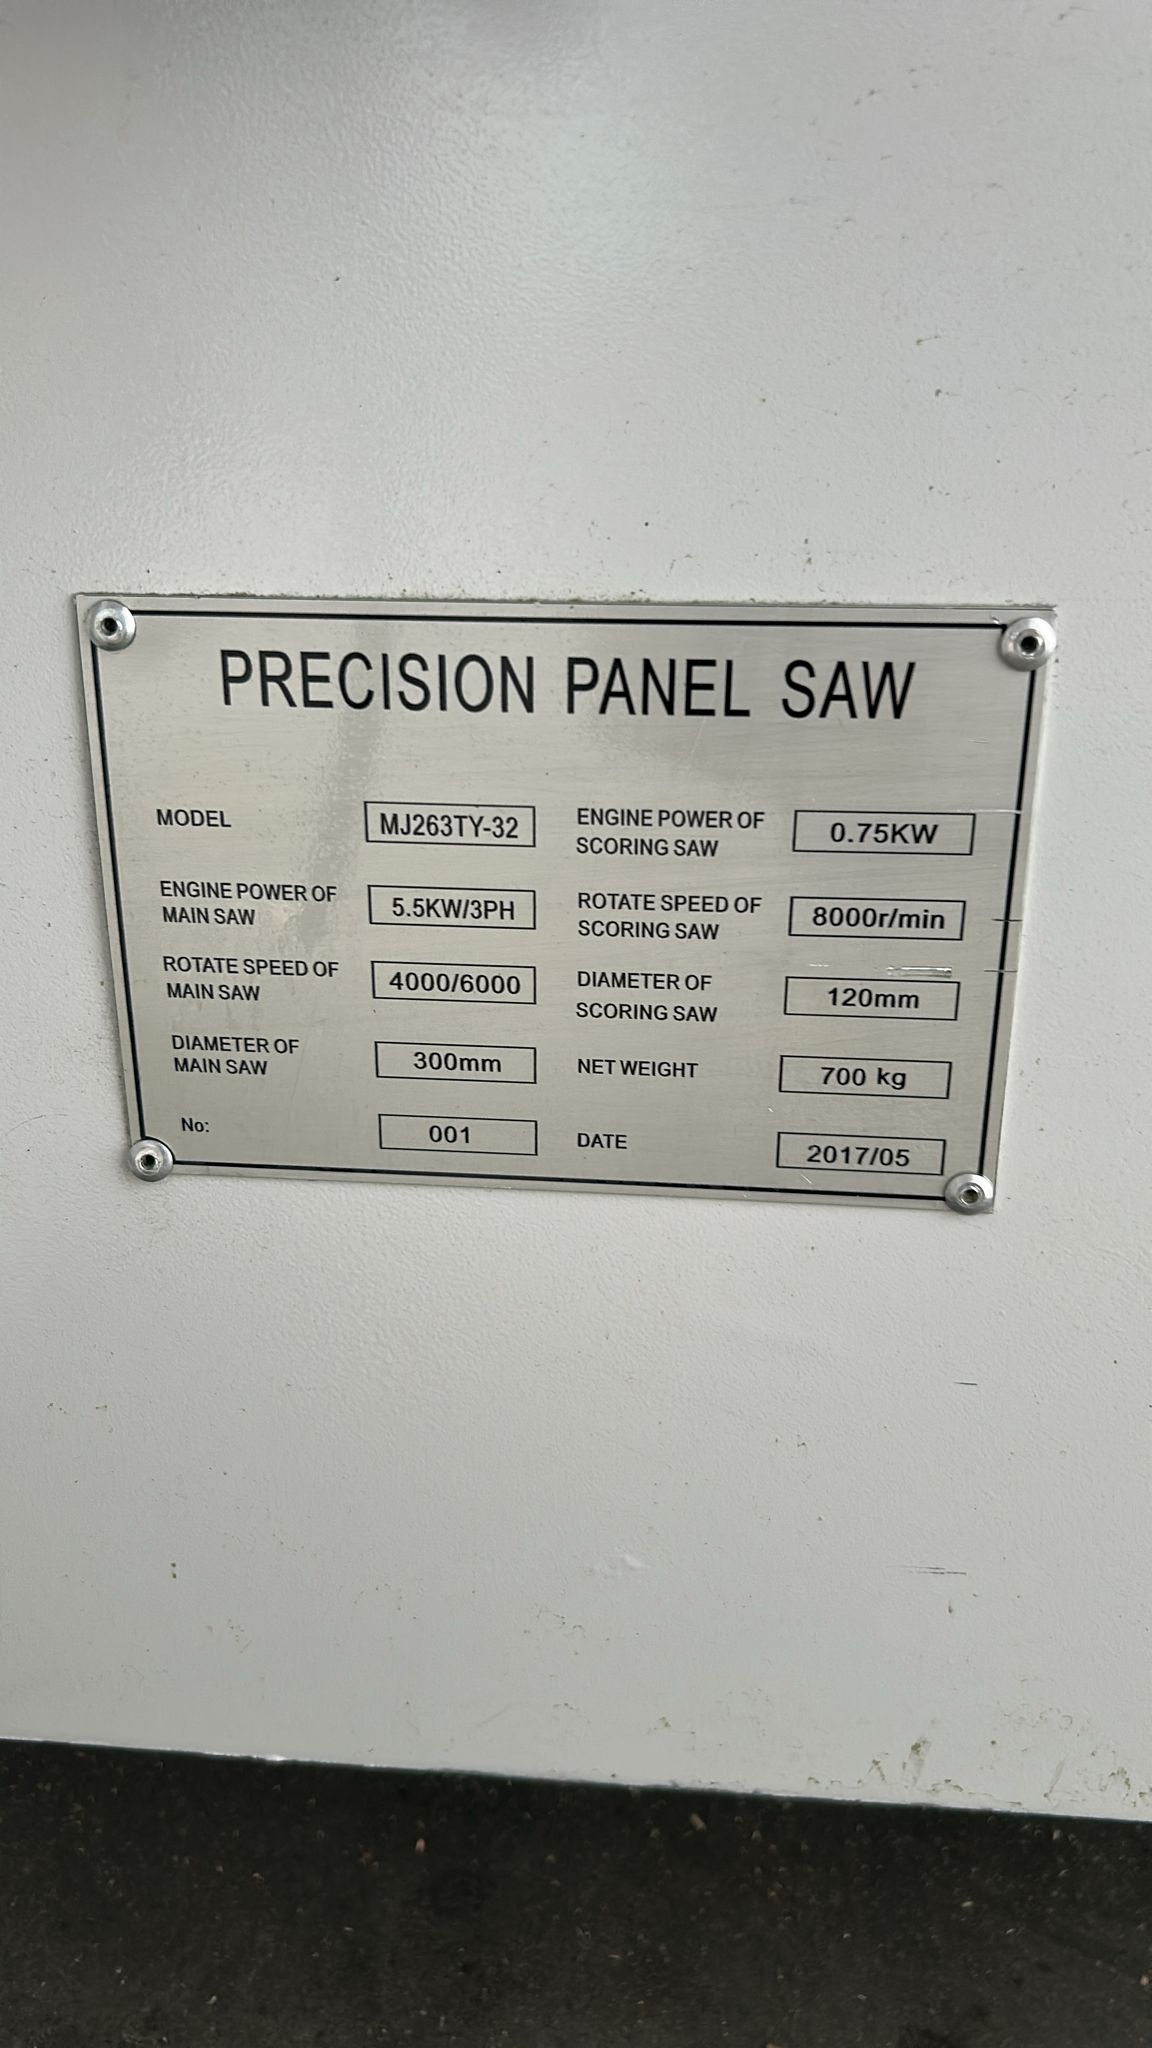 PRECISION PANEL SAW
MODEL MJ263TY-32
ENGINE POWER OF
MAIN SAW 5.5KW/3PH
ROTATE SPEED OF
MAIN SAW 4000/6000
DIAMETER OF
MAIN SAW 300mm
No: 001
ENGINE POWER OF
SCORING SAW 0.75KW
ROTATE SPEED OF
SCORING SAW 8000r/min
DIAMETER OF
SCORING SAW 120mm
NET WEIGHT 700 kg
DATE 2017/05